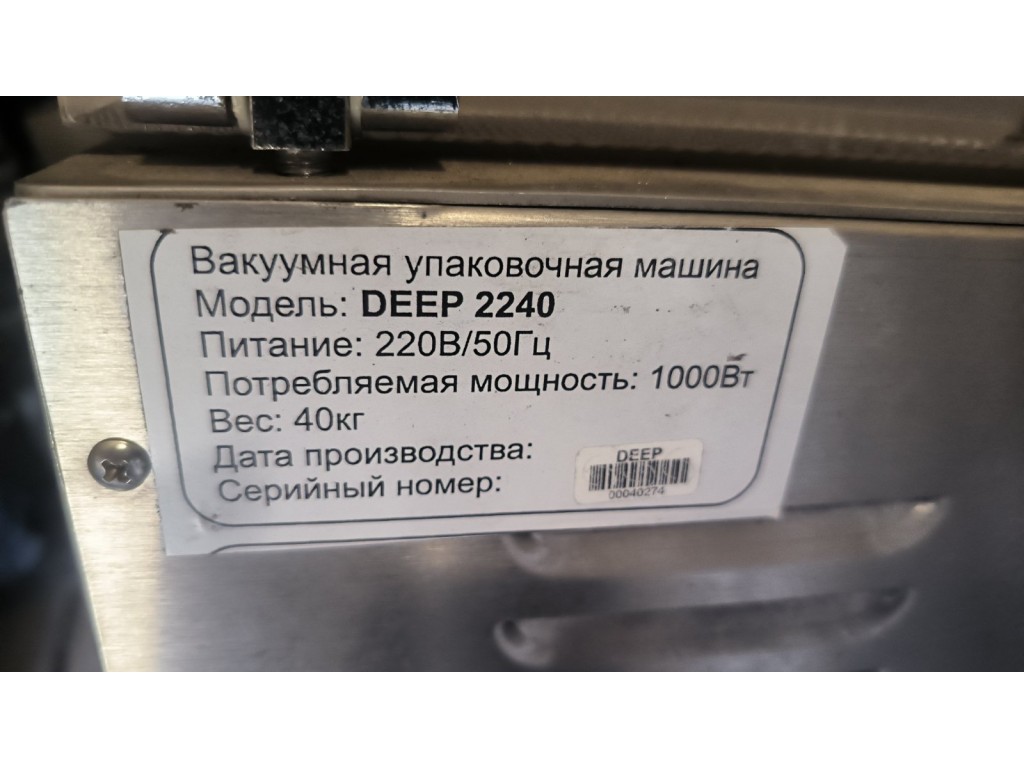 Вакуумная упаковочная машина
Модель: DEEP 2240
Питание: 220В/50Гц
Потребляемая мощность: 1000Вт
Вес: 40кг
Дата производства:
Серийный номер:
DEEP
00040274